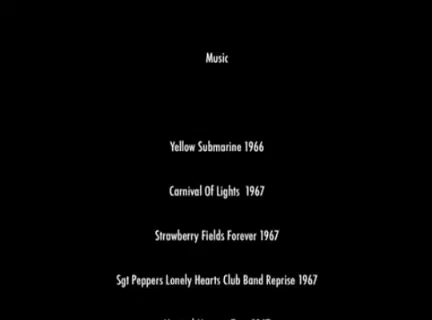 Music
Yellow Submarine 1966
Carnival Of Lights 1967
Strawberry Fields Forever 1967
Sgt Peppers Lonely Hearts Club Band Reprise 1967